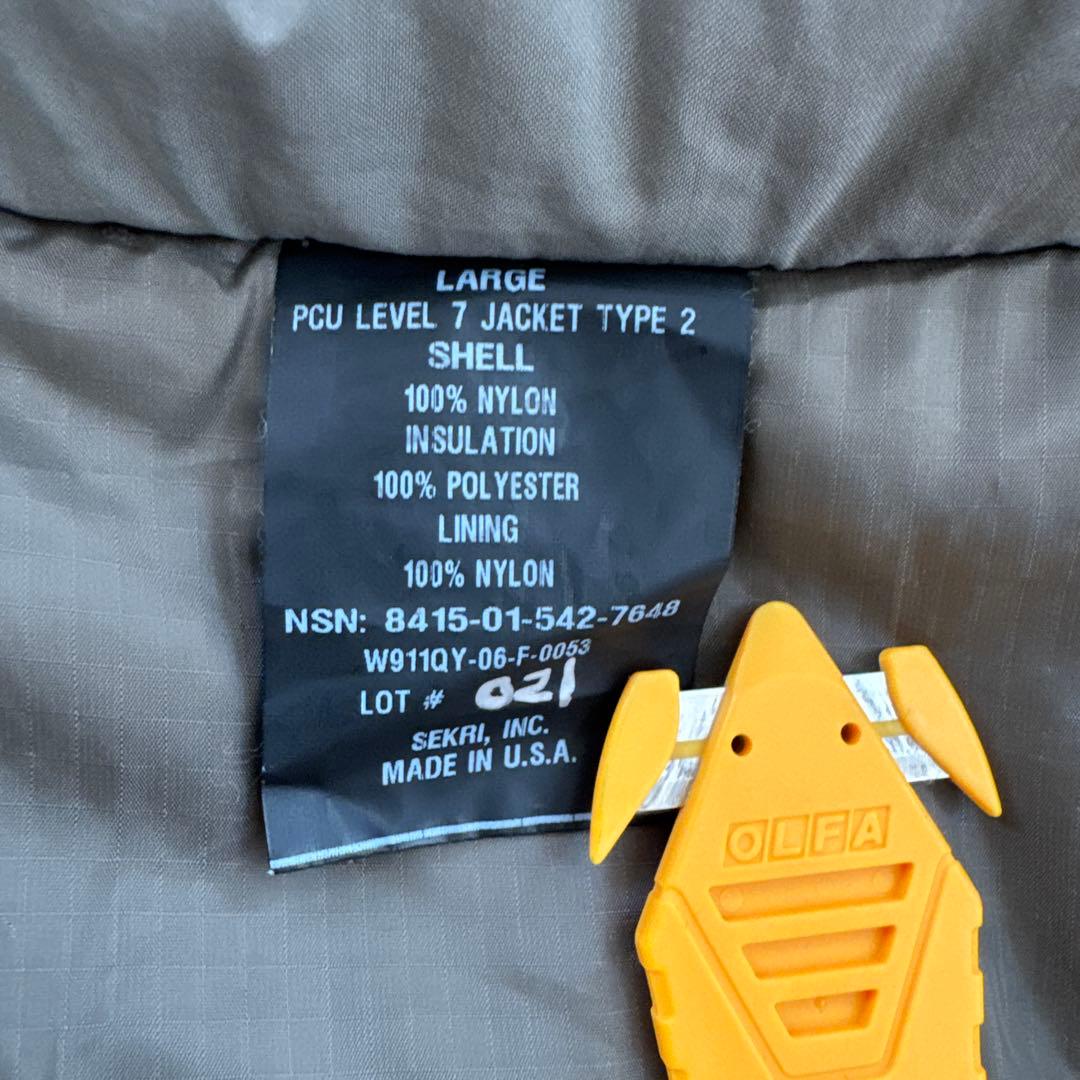 LARGE
PCU LEVEL 7 JACKET TYPE 2
SHELL
100% NYLON
INSULATION
100% POLYESTER
LINING
100% NYLON
NSN: 8415-01-542-7648
W911QY-06-F-0053
LOT # 021
SEKRI, INC.
MADE IN U.S.A.
OLFA